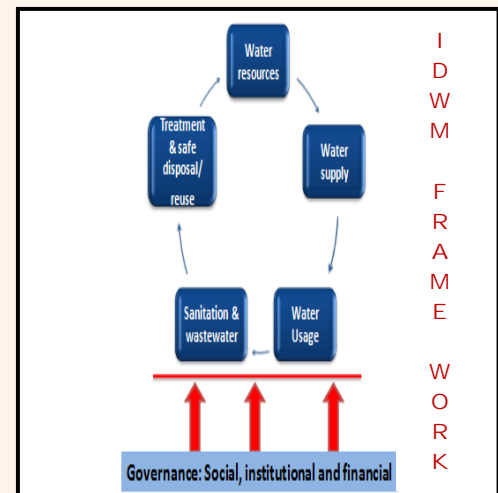 Water
resources
Treatment
& safe
disposal/
reuse
Water
supply
Sanitation &
wastewater
Water
Usage
Governance: Social, institutional and financial
I
D
W
M
F
R
A
M
E
W
O
R
K